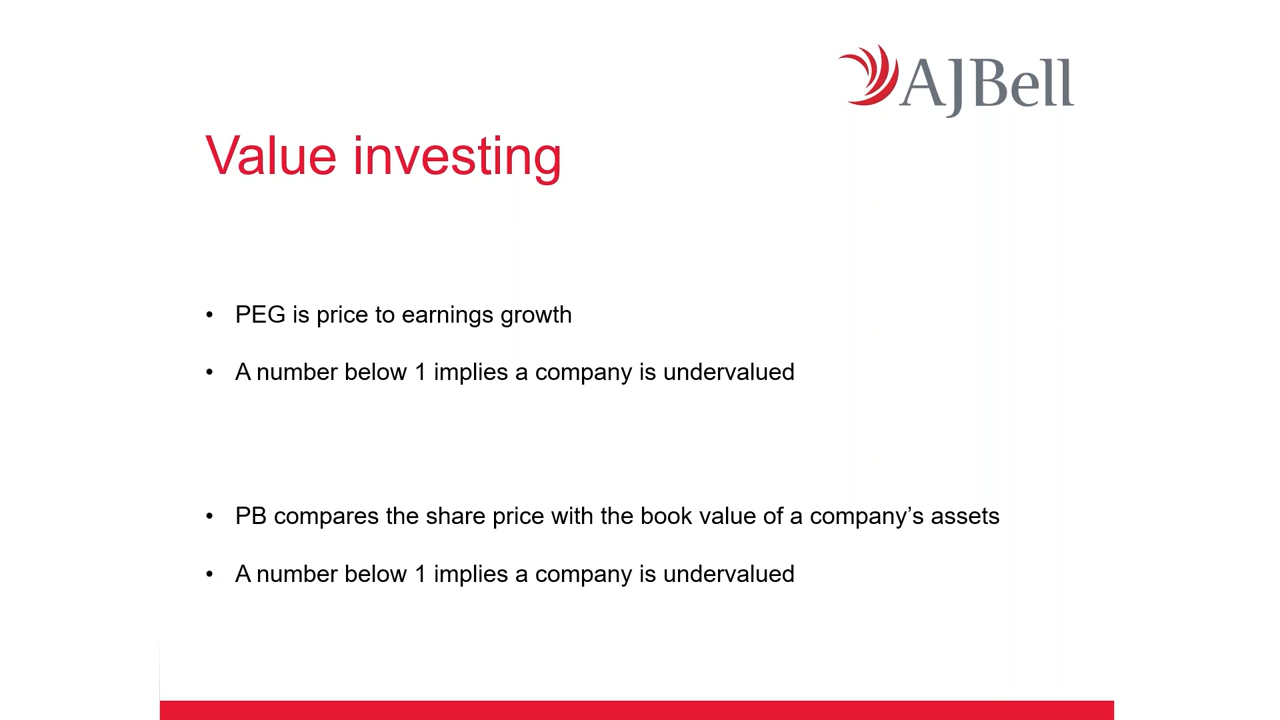 AJBell
Value investing
• PEG is price to earnings growth
• A number below 1 implies a company is undervalued
• PB compares the share price with the book value of a company’s assets
• A number below 1 implies a company is undervalued